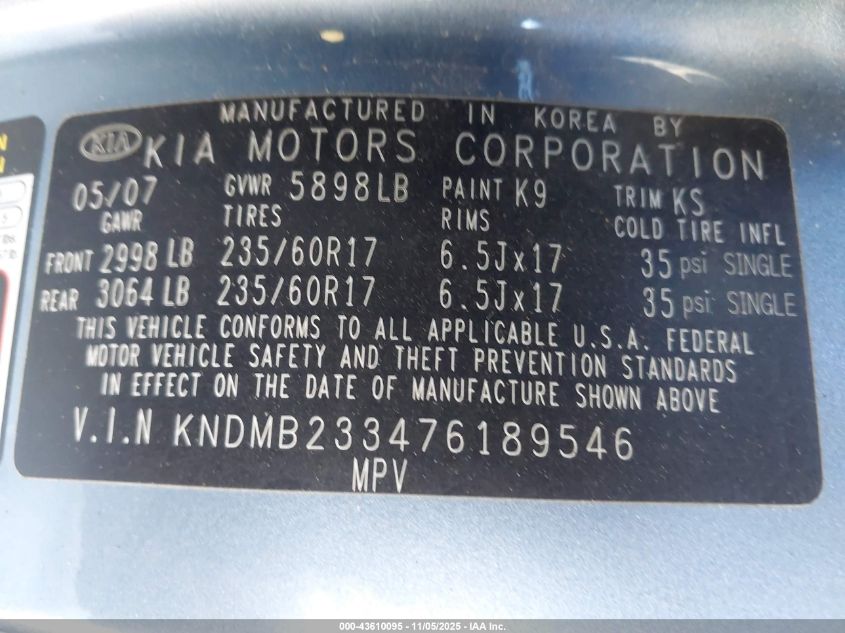 MANUFACTURED IN KOREA BY
KIA KIA MOTORS CORPORATION
05/07 GVWR 5898LB PAINT K9 TRIM KS
GAWR TIRES RIMS COLD TIRE INFL
FRONT 2998 LB 235/60R17 6.5Jx17 35 psi SINGLE
REAR 3064 LB 235/60R17 6.5Jx17 35 psi SINGLE
THIS VEHICLE CONFORMS TO ALL APPLICABLE U.S.A. FEDERAL
MOTOR VEHICLE SAFETY AND THEFT PREVENTION STANDARDS
IN EFFECT ON THE DATE OF MANUFACTURE SHOWN ABOVE
V.I.N KNDMB233476189546
MPV
000-43610095 - 11/05/2025 - IAA Inc.